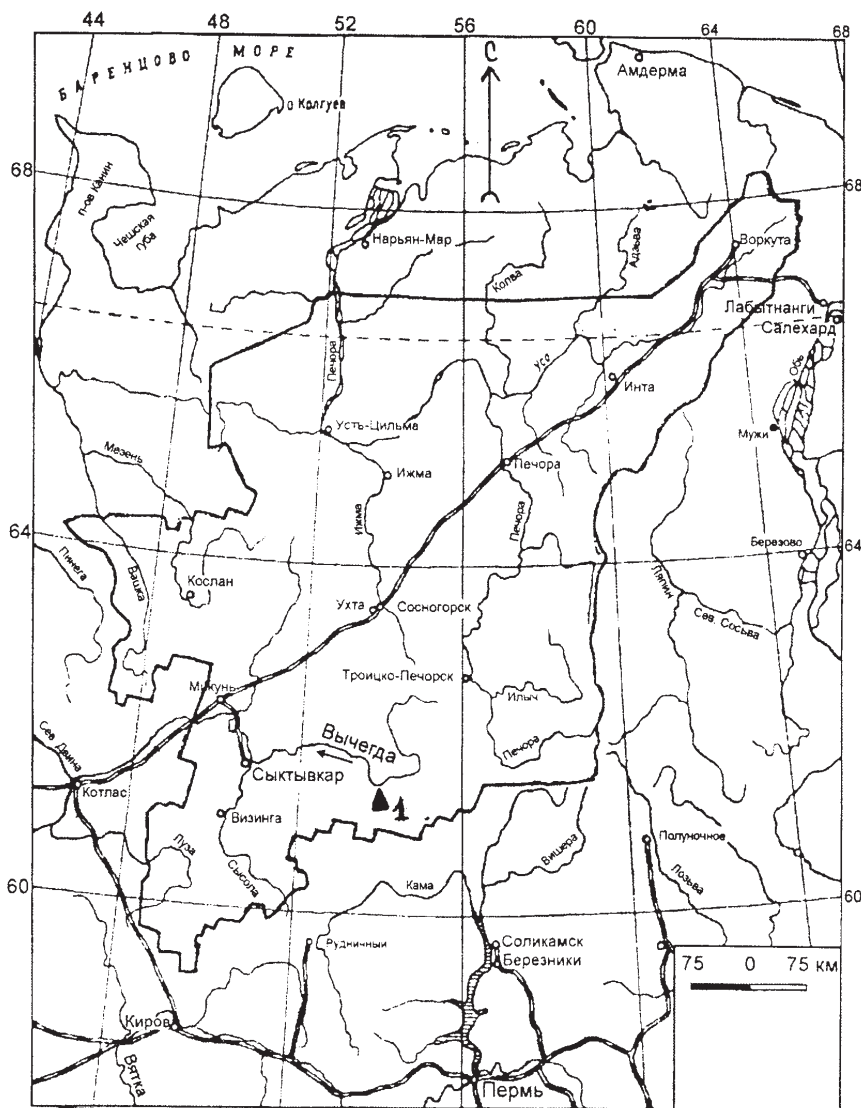 44 48 52 56 60 64 68
БАРЕНЦОВО МОРЕ
С
Амдерма
о Колгуев
68 68
п-ов Канин
Чешская
губа
Нарьян-Мар
Адзьва
Воркута
Колва
Лабытнанги
Салехард
Печора
Усо
Обь
Инта
Мужи
Усть-Цильма
Мезень
Печора
Ижма
Ижма
Печора
64 64
Березово
Пинега
Вашка
Кослан
Ляпин
Ухта
Сосногорск
Сев. Сосьва
Троицко-Печорск
Микунь
Илыч
Сев Двина
Вычегда
Печора
Сыктывкар
Котлас
1
Визинга
Полуночное
Луза
Вишера
Сысола
Лозьва
60 60
Кама
Рудничный
Соликамск
Березники
75 0 75 км
Киров
Вятка
Пермь